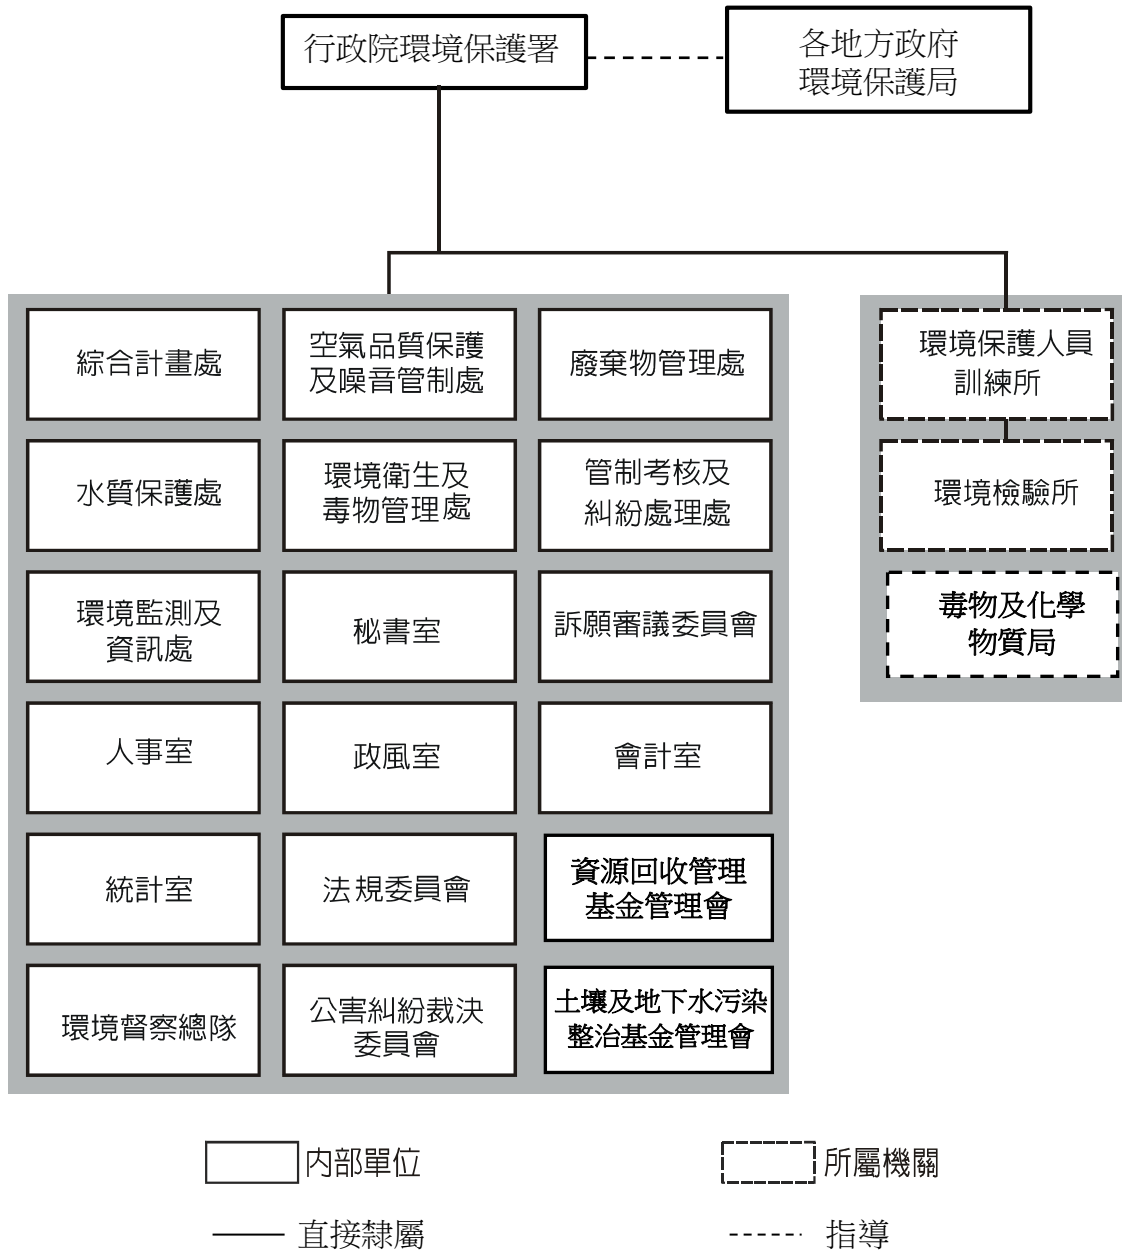 行政院環境保護署
各地方政府
環境保護局
綜合計畫處
空氣品質保護
及噪音管制處
廢棄物管理處
環境保護人員
訓練所
水質保護處
環境衛生及
毒物管理處
管制考核及
糾紛處理處
環境檢驗所
環境監測及
資訊處
秘書室
訴願審議委員會
毒物及化學
物質局
人事室
政風室
會計室
統計室
法規委員會
資源回收管理
基金管理會
環境督察總隊
公害糾紛裁決
委員會
土壤及地下水污染
整治基金管理會
內部單位
所屬機關
直接隸屬
指導